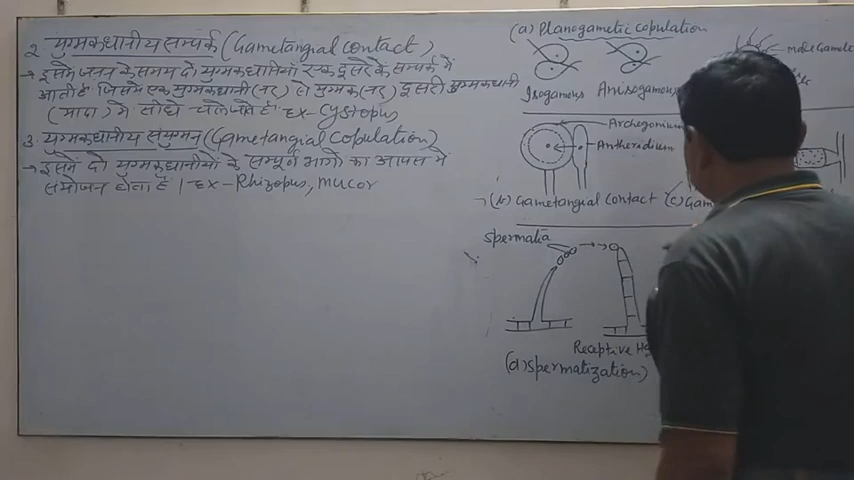 2. युग्मकधानीय सम्पर्क (Gametangial contact)
→ इसमें जनन के समय दो युग्मकधानियाँ एक दूसरे के सम्पर्क में
आती है जिसमें एक युग्मकधानी (नर) से युग्मक (नर) दूसरी युग्मकधानी
(मादा) में सीधे चले जाते हैं Ex- Cystopus
3. युग्मकधानीय संयुग्मन (Gametangial Copulation)
→ इसमें दो युग्मकधानीयों के सम्पूर्ण भागों का आपस में
समोजन होता है। Ex- Rhizopus, mucor
(a) Planogametic copulation
male Gamete
Isogamous Anisogamous
Archegonium
Antheridium
(b) Gametangial Contact (c)
spermatia
Receptive
(d) spermatization)